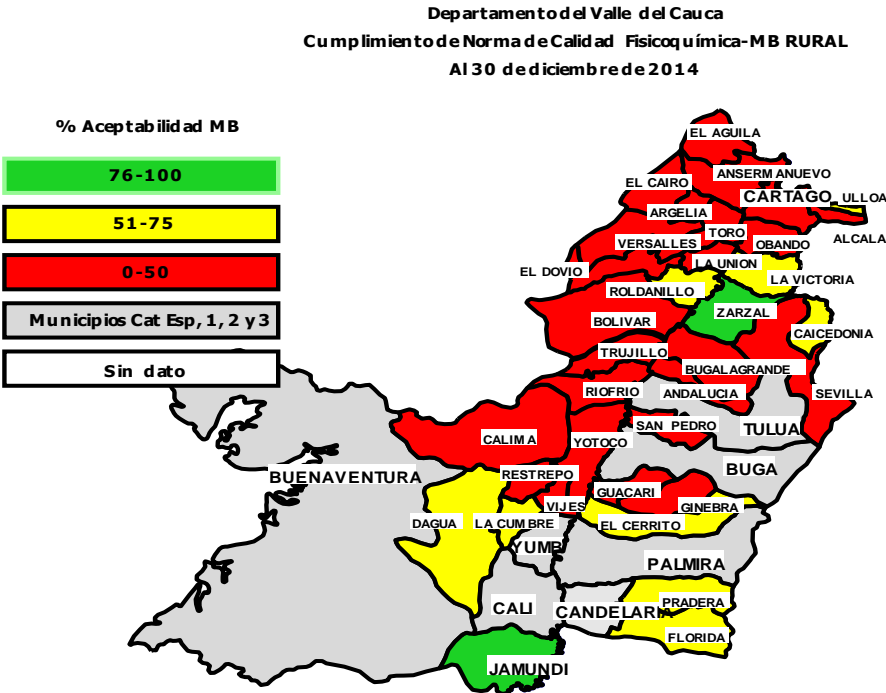 Departamento del Valle del Cauca
Cumplimiento de Norma de Calidad Fisicoquímica-MB RURAL
Al 30 de diciembre de 2014
% Aceptabilidad MB
76-100
51-75
0-50
Municipios Cat Esp, 1, 2 y 3
Sin dato
EL AGUILA
ANSERMANUEVO
EL CAIRO
CARTAGO
ULLOA
ARGELIA
TORO
ALCALA
VERSALLES
OBANDO
LA UNION
EL DOVIO
LA VICTORIA
ROLDANILLO
ZARZAL
BOLIVAR
CAICEDONIA
TRUJILLO
BUGALAGRANDE
RIOFRIO
ANDALUCIA
SEVILLA
SAN PEDRO
TULUA
CALIMA
YOTOCO
BUGA
BUENAVENTURA
RESTREPO
GUACARI
GINEBRA
VIJES
DAGUA
LA CUMBRE
EL CERRITO
YUMB
PALMIRA
CALI
CANDELARIA
PRADERA
FLORIDA
JAMUNDI